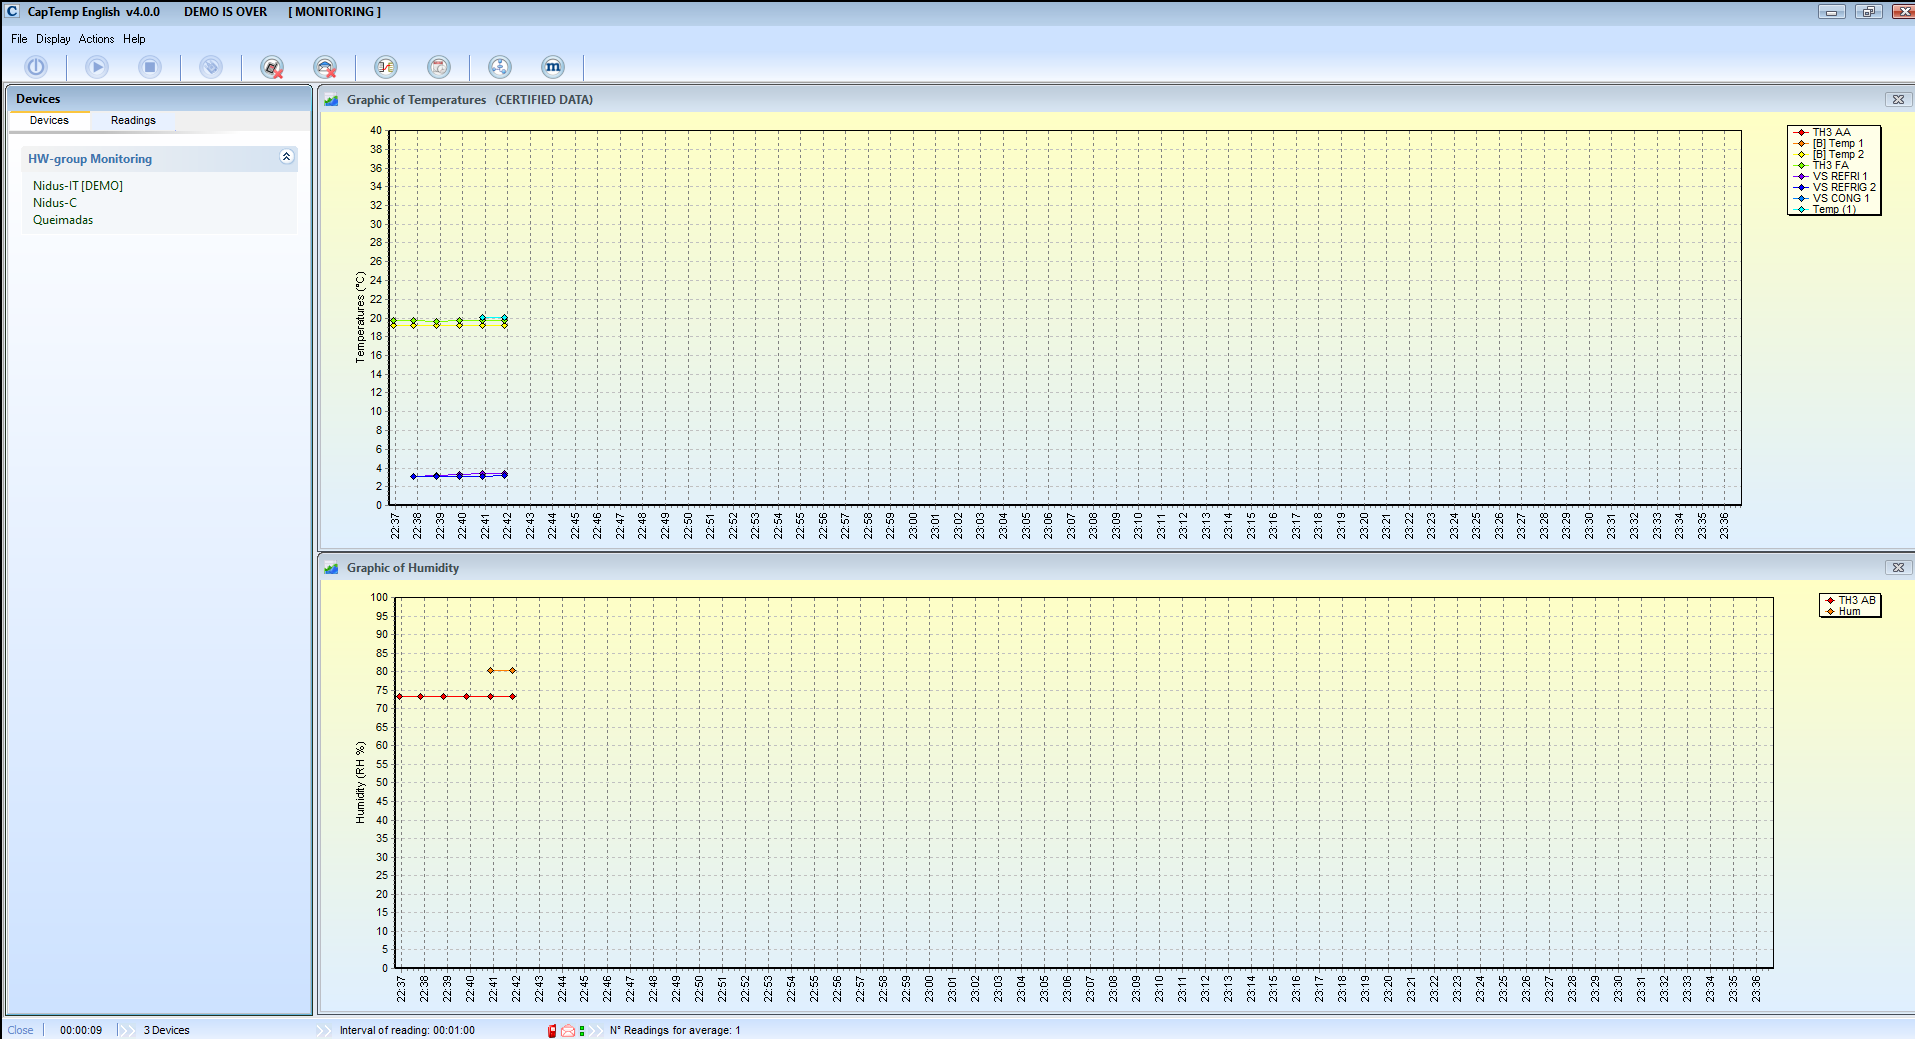 CapTemp English v4.0.0 DEMO IS OVER [ MONITORING ]
File Display Actions Help
m
Devices
Devices Readings
HW-group Monitoring
Nidus-IT [DEMO]
Nidus-C
Queimadas
Graphic of Temperatures (CERTIFIED DATA)
Temperatures (°C)
40
38
36
34
32
30
28
26
24
22
20
18
16
14
12
10
8
6
4
2
0
22:37 22:38 22:39 22:40 22:41 22:42 22:43 22:44 22:45 22:46 22:47 22:48 22:49 22:50 22:51 22:52 22:53 22:54 22:55 22:56 22:57 22:58 22:59 23:00 23:01 23:02 23:03 23:04 23:05 23:06 23:07 23:08 23:09 23:10 23:11 23:12 23:13 23:14 23:15 23:16 23:17 23:18 23:19 23:20 23:21 23:22 23:23 23:24 23:25 23:26 23:27 23:28 23:29 23:30 23:31 23:32 23:33 23:34 23:35 23:36
TH3 AA
[B] Temp 1
[B] Temp 2
TH3 FA
VS REFRI 1
VS REFRIG 2
VS CONG 1
Temp (1)
Graphic of Humidity
Humidity (RH %)
100
95
90
85
80
75
70
65
60
55
50
45
40
35
30
25
20
15
10
5
0
22:37 22:38 22:39 22:40 22:41 22:42 22:43 22:44 22:45 22:46 22:47 22:48 22:49 22:50 22:51 22:52 22:53 22:54 22:55 22:56 22:57 22:58 22:59 23:00 23:01 23:02 23:03 23:04 23:05 23:06 23:07 23:08 23:09 23:10 23:11 23:12 23:13 23:14 23:15 23:16 23:17 23:18 23:19 23:20 23:21 23:22 23:23 23:24 23:25 23:26 23:27 23:28 23:29 23:30 23:31 23:32 23:33 23:34 23:35 23:36
TH3 AB
Hum
Close 00:00:09 3 Devices Interval of reading: 00:01:00 N° Readings for average: 1